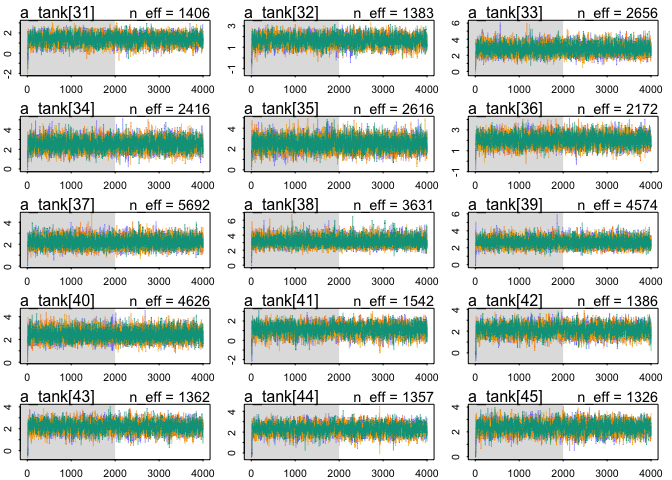 a_tank[31] n_eff = 1406 a_tank[32] n_eff = 1383 a_tank[33] n_eff = 2656
-2 0 2 -1 1 3 0 2 4 6
0 1000 2000 3000 4000 0 1000 2000 3000 4000 0 1000 2000 3000 4000
a_tank[34] n_eff = 2416 a_tank[35] n_eff = 2616 a_tank[36] n_eff = 2172
0 2 4 0 2 4 -1 1 3
0 1000 2000 3000 4000 0 1000 2000 3000 4000 0 1000 2000 3000 4000
a_tank[37] n_eff = 5692 a_tank[38] n_eff = 3631 a_tank[39] n_eff = 4574
0 2 4 0 2 4 6 0 2 4 6
0 1000 2000 3000 4000 0 1000 2000 3000 4000 0 1000 2000 3000 4000
a_tank[40] n_eff = 4626 a_tank[41] n_eff = 1542 a_tank[42] n_eff = 1386
0 2 4 -2 0 2 0 2 4
0 1000 2000 3000 4000 0 1000 2000 3000 4000 0 1000 2000 3000 4000
a_tank[43] n_eff = 1362 a_tank[44] n_eff = 1357 a_tank[45] n_eff = 1326
0 2 4 0 2 4 0 2 4
0 1000 2000 3000 4000 0 1000 2000 3000 4000 0 1000 2000 3000 4000